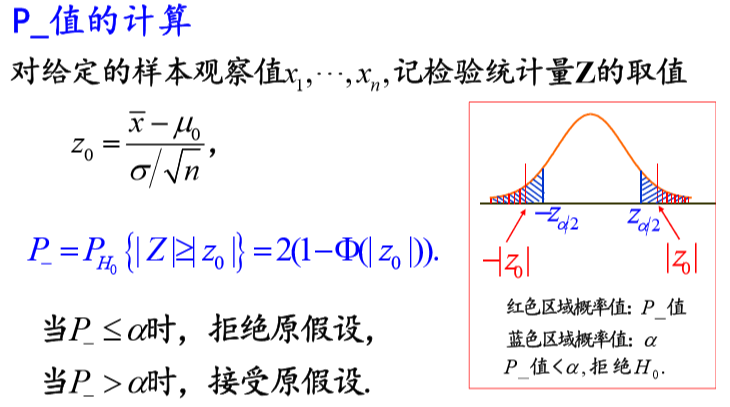 P_值的计算
对给定的样本观察值x₁,⋯,xₙ,记检验统计量Z的取值
z₀ = (x̄ − μ₀)/(σ/√n),
P_ = P_{H₀}{|Z|≥|z₀|} = 2(1−Φ(|z₀|)).
当P_ ≤ α时，拒绝原假设，
当P_ > α时，接受原假设.
−z_{α/2}
z_{α/2}
−|z₀|
|z₀|
红色区域概率值：P_值
蓝色区域概率值：α
P_值<α,拒绝H₀.